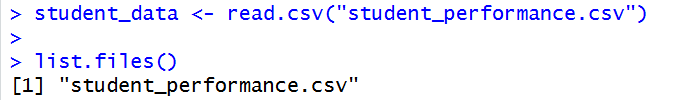 > student_data <- read.csv("student_performance.csv")
>
> list.files()
[1] "student_performance.csv"